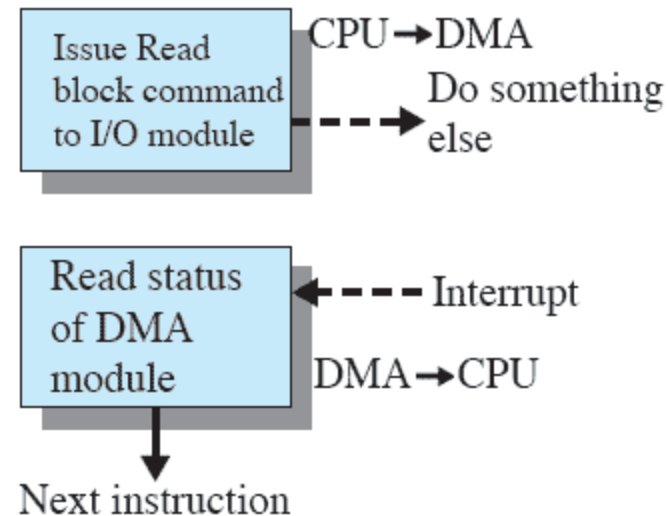 Issue Read
block command
to I/O module
CPU→DMA
Do something
else
Read status
of DMA
module
Interrupt
DMA→CPU
Next instruction